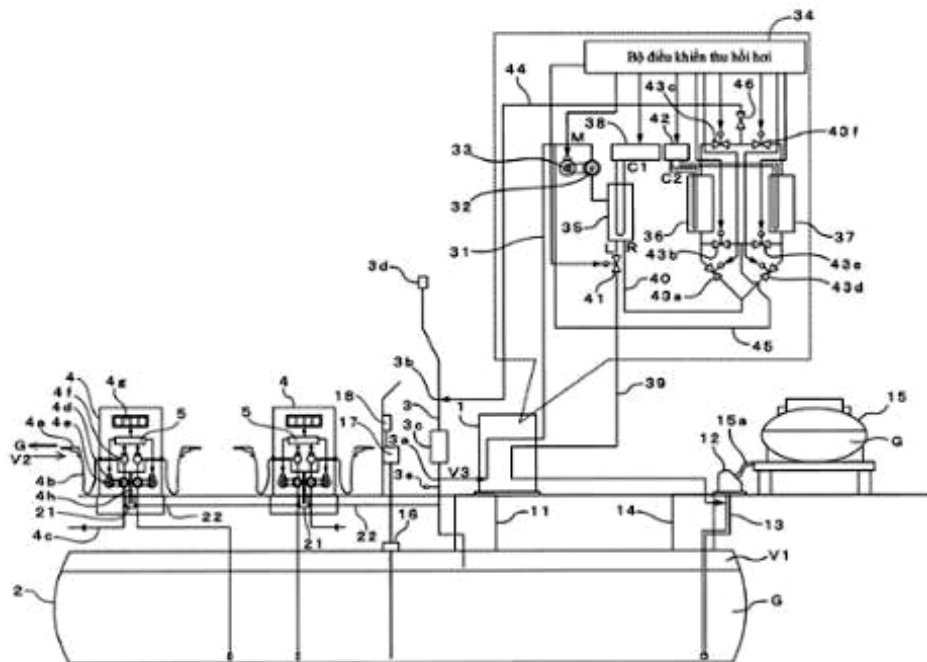 34
Bộ điều khiển thu hồi hơi
44
43c
46
38
42
43f
M
33
C1
C2
32
35
36
37
31
L
R
43b
43e
3d
41
40
43a
43d
45
3b
39
4
4g
4
15
4f
18
3
1
4d
5
5
17
3c
15a
4a
4e
3a
12
G
G
V2
V3
4b
3e
4h
16
11
14
13
21
22
21
22
4c
V1
2
G